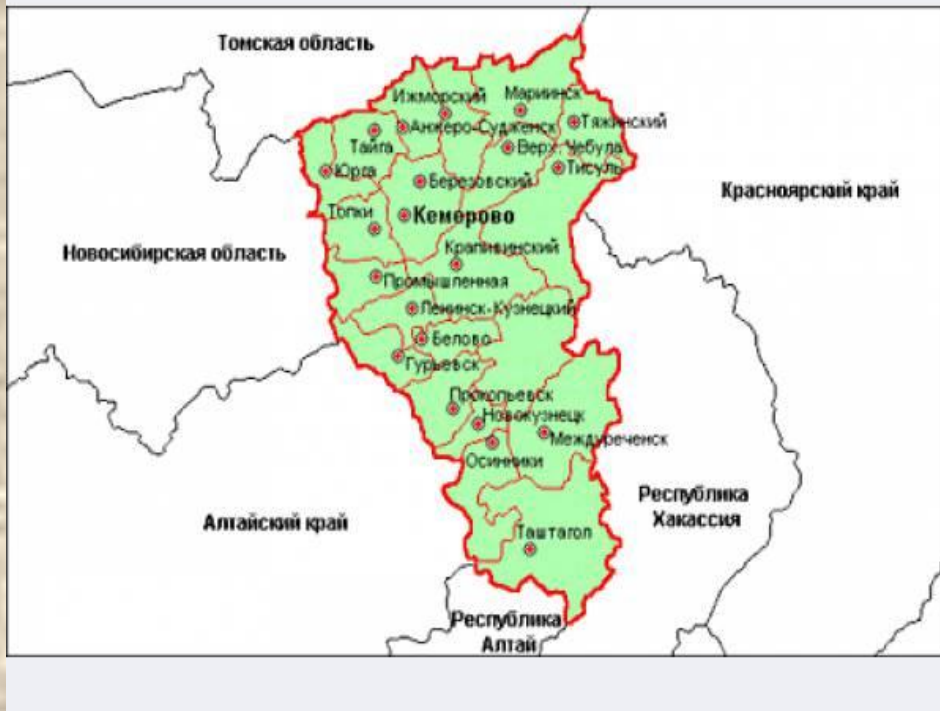 Томская область
Ижморский
Мариинск
Анжеро-Судженск
Тяжинский
Тайга
Верх. Чебула
Юрга
Тисуль
Березовский
Красноярский край
Топки
Кемерово
Новосибирская область
Крапивинский
Промышленная
Ленинск-Кузнецкий
Белово
Гурьевск
Прокопьевск
Новокузнецк
Междуреченск
Осинники
Республика
Хакассия
Алтайский край
Таштагол
Республика
Алтай